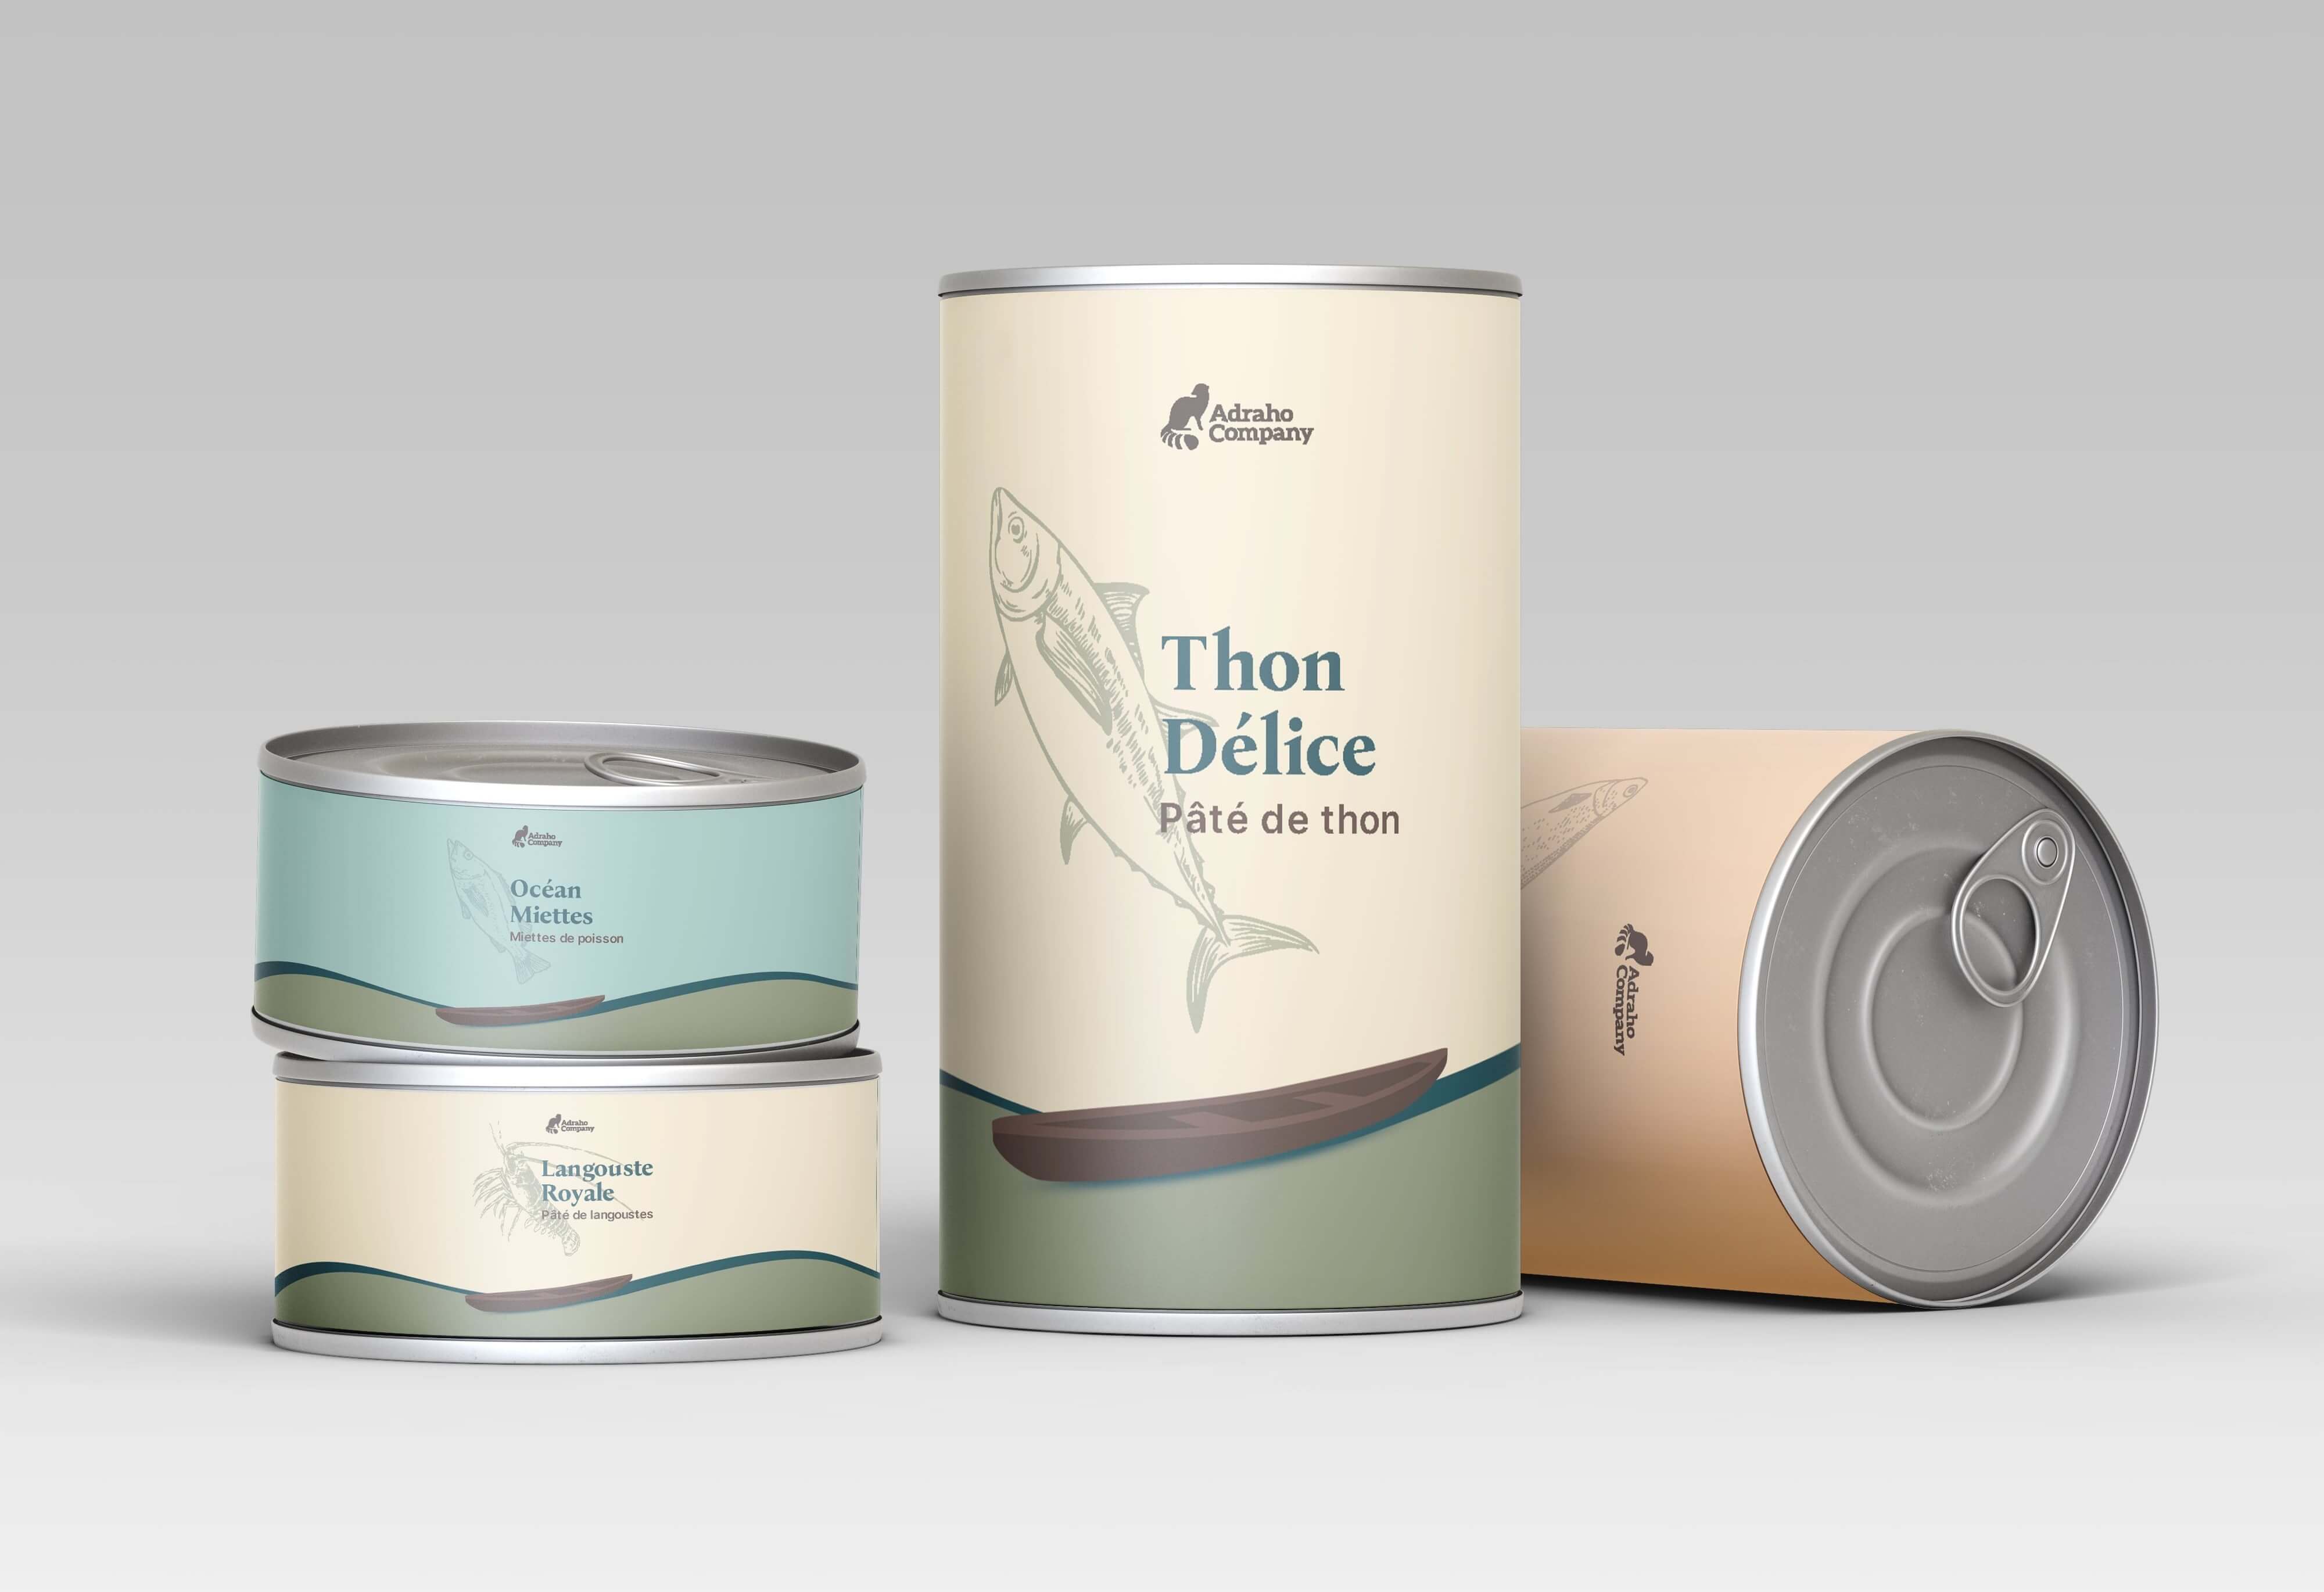 Adraho
Company
Océan
Miettes
Miettes de poisson
Adraho
Company
Langouste
Royale
Pâté de langoustes
Adraho
Company
Thon
Délice
Pâté de thon
Adraho
Company